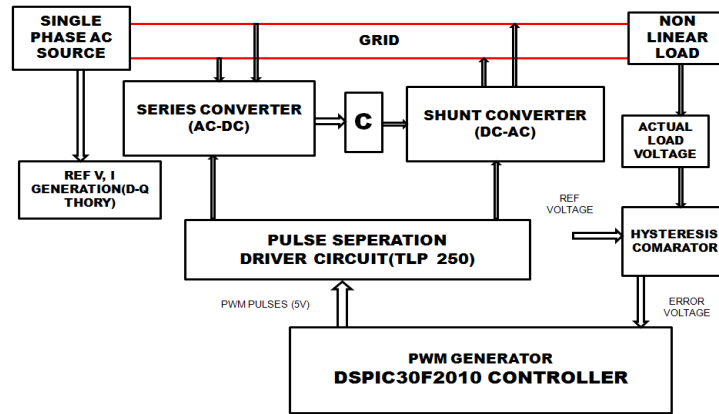 SINGLE
PHASE AC
SOURCE
GRID
NON
LINEAR
LOAD
SERIES CONVERTER
(AC-DC)
C
SHUNT CONVERTER
(DC-AC)
ACTUAL
LOAD
VOLTAGE
REF V, I
GENERATION(D-Q
THORY)
REF
VOLTAGE
HYSTERESIS
COMARATOR
PULSE SEPERATION
DRIVER CIRCUIT(TLP 250)
PWM PULSES (5V)
ERROR
VOLTAGE
PWM GENERATOR
DSPIC30F2010 CONTROLLER